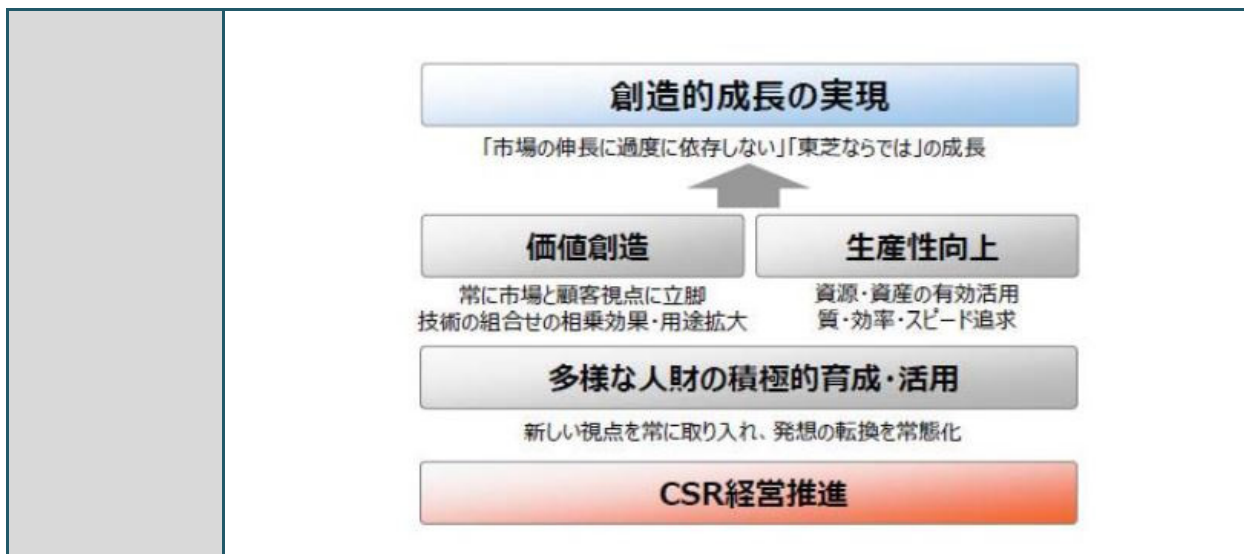 創造的成長の実現
「市場の伸長に過度に依存しない」「東芝ならでは」の成長
価値創造
常に市場と顧客視点に立脚
技術の組合せの相乗効果・用途拡大
生産性向上
資源・資産の有効活用
質・効率・スピード追求
多様な人財の積極的育成・活用
新しい視点を常に取り入れ、発想の転換を常態化
CSR経営推進